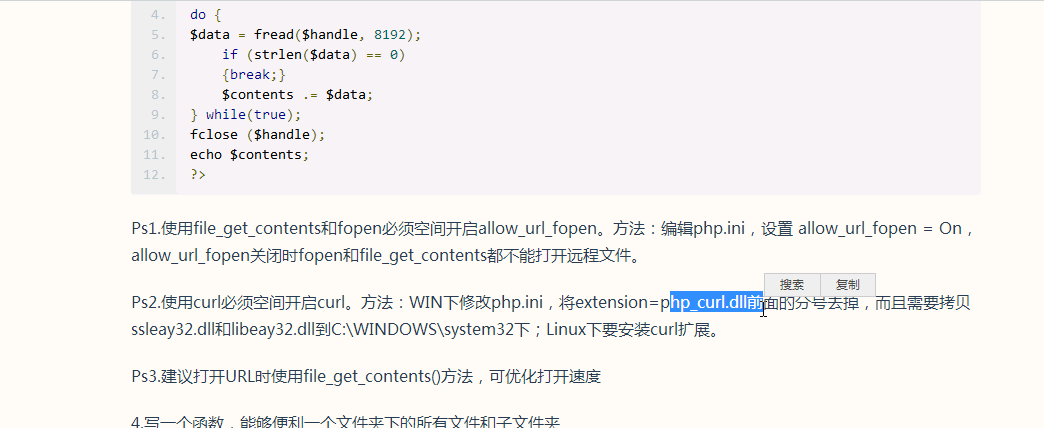 4. do {
5. $data = fread($handle, 8192);
6. if (strlen($data) == 0)
7. {break;}
8. $contents .= $data;
9. } while(true);
10. fclose ($handle);
11. echo $contents;
12. ?>
Ps1.使用file_get_contents和fopen必须空间开启allow_url_fopen。方法：编辑php.ini，设置 allow_url_fopen = On，
allow_url_fopen关闭时fopen和file_get_contents都不能打开远程文件。
搜索 复制
Ps2.使用curl必须空间开启curl。方法：WIN下修改php.ini，将extension=php_curl.dll前面的分号去掉，而且需要拷贝
ssleay32.dll和libeay32.dll到C:\WINDOWS\system32下；Linux下要安装curl扩展。
Ps3.建议打开URL时使用file_get_contents()方法，可优化打开速度
4.写一个函数，能够便利一个文件夹下的所有文件和子文件夹